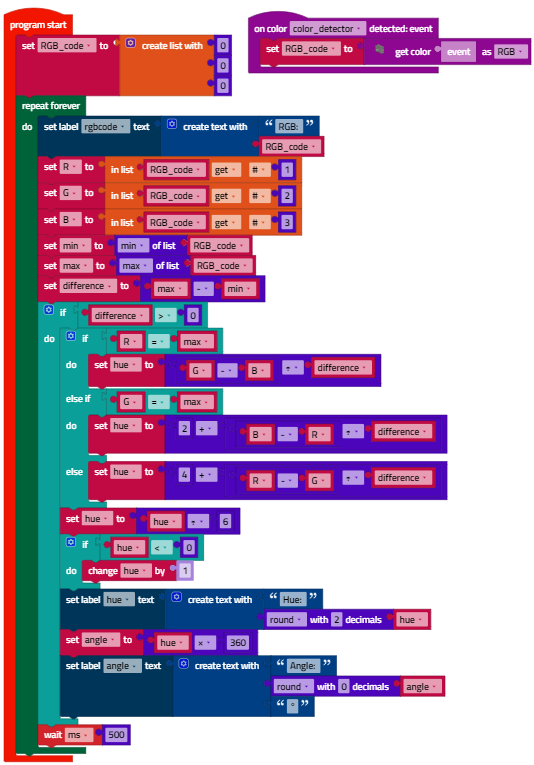 program start
set RGB_code to create list with 0
0
0
repeat forever
do set label rgbcode text create text with “ RGB: ”
RGB_code
set R to in list RGB_code get # 1
set G to in list RGB_code get # 2
set B to in list RGB_code get # 3
set min to min of list RGB_code
set max to max of list RGB_code
set difference to max - min
if difference > 0
do if R = max
do set hue to G - B ÷ difference
else if G = max
do set hue to 2 + B - R ÷ difference
else set hue to 4 + R - G ÷ difference
set hue to hue ÷ 6
if hue < 0
do change hue by 1
set label hue text create text with “ Hue: ”
round with 2 decimals hue
set angle to hue × 360
set label angle text create text with “ Angle: ”
round with 0 decimals angle
“ ° ”
wait ms 500
on color color_detector detected: event
set RGB_code to get color event as RGB